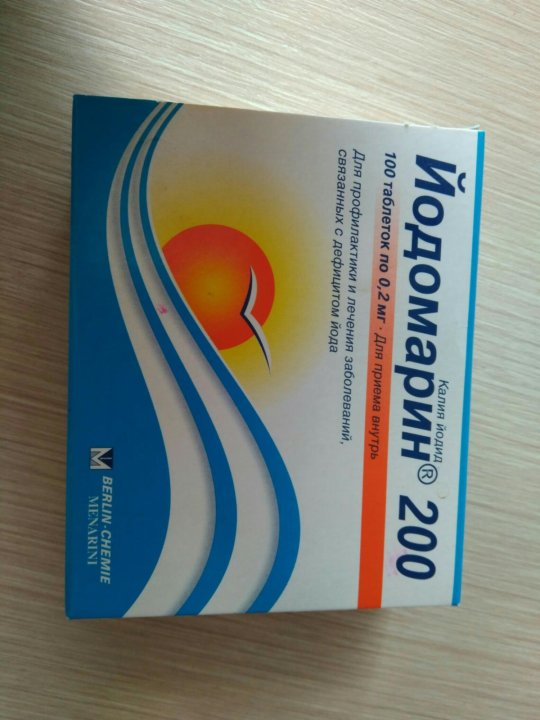 Калия йодид
Йодомарин® 200
100 таблеток по 0,2 мг · Для приема внутрь
Для профилактики и лечения заболеваний,
связанных с дефицитом йода
BERLIN-CHEMIE
MENARINI